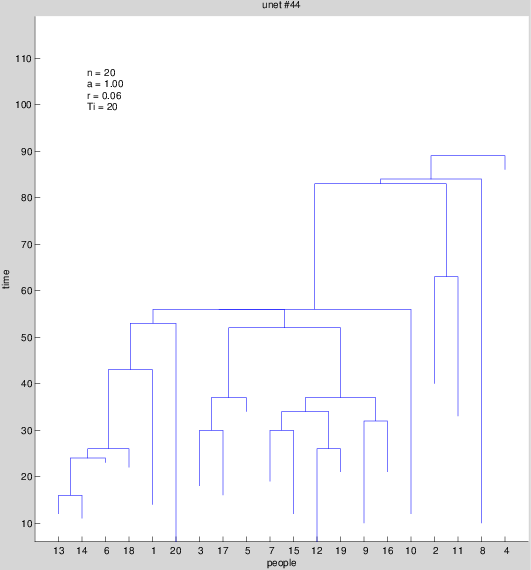 unet #44
n = 20
a = 1.00
r = 0.06
Ti = 20
110
100
90
80
70
60
50
40
30
20
10
time
13 14 6 18 1 20 3 17 5 7 15 12 19 9 16 10 2 11 8 4
people